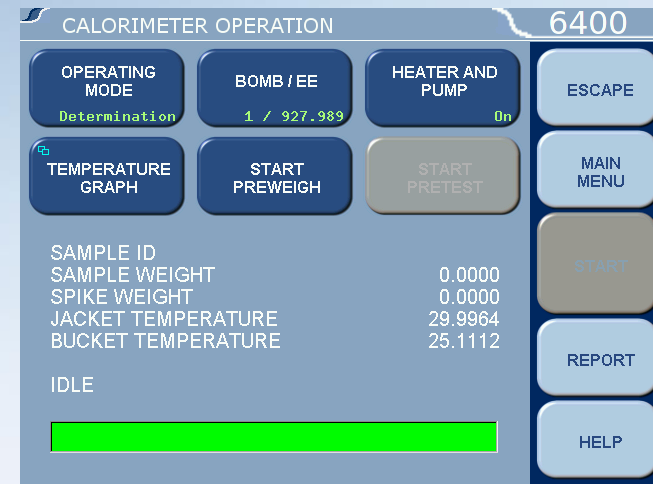 CALORIMETER OPERATION
6400
OPERATING
MODE
Determination
BOMB / EE
1 / 927.989
HEATER AND
PUMP
On
ESCAPE
TEMPERATURE
GRAPH
START
PREWEIGH
START
PRETEST
MAIN
MENU
SAMPLE ID
SAMPLE WEIGHT 0.0000
SPIKE WEIGHT 0.0000
JACKET TEMPERATURE 29.9964
BUCKET TEMPERATURE 25.1112
IDLE
START
REPORT
HELP